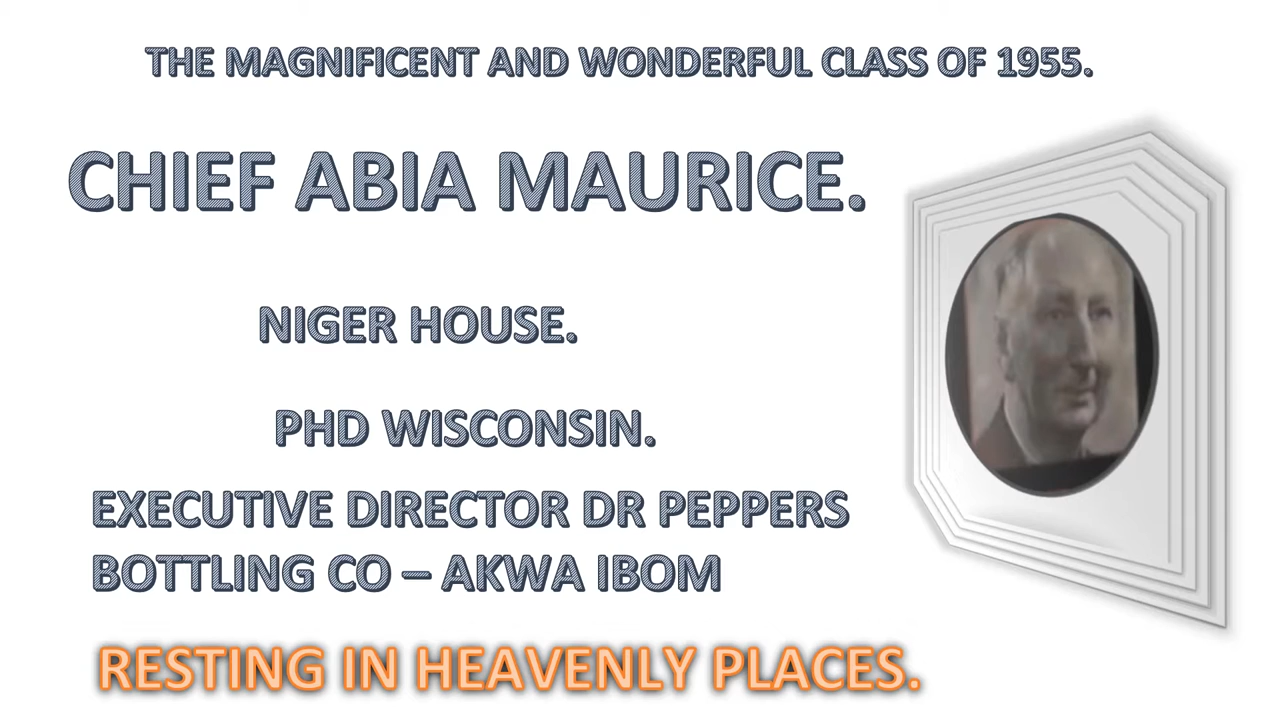 THE MAGNIFICENT AND WONDERFUL CLASS OF 1955.
CHIEF ABIA MAURICE.
NIGER HOUSE.
PHD WISCONSIN.
EXECUTIVE DIRECTOR DR PEPPERS
BOTTLING CO – AKWA IBOM
RESTING IN HEAVENLY PLACES.